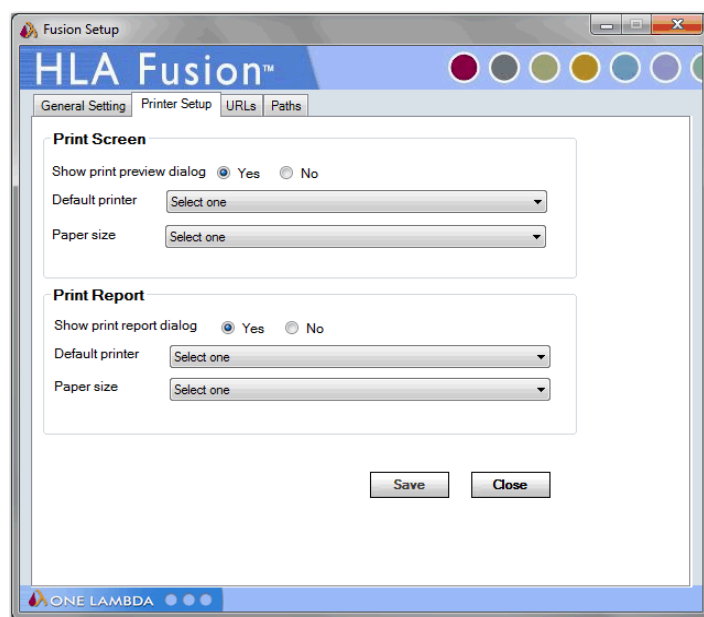 Fusion Setup
HLA Fusion™
General Setting Printer Setup URLs Paths
Print Screen
Show print preview dialog Yes No
Default printer Select one
Paper size Select one
Print Report
Show print report dialog Yes No
Default printer Select one
Paper size Select one
Save Close
ONE LAMBDA